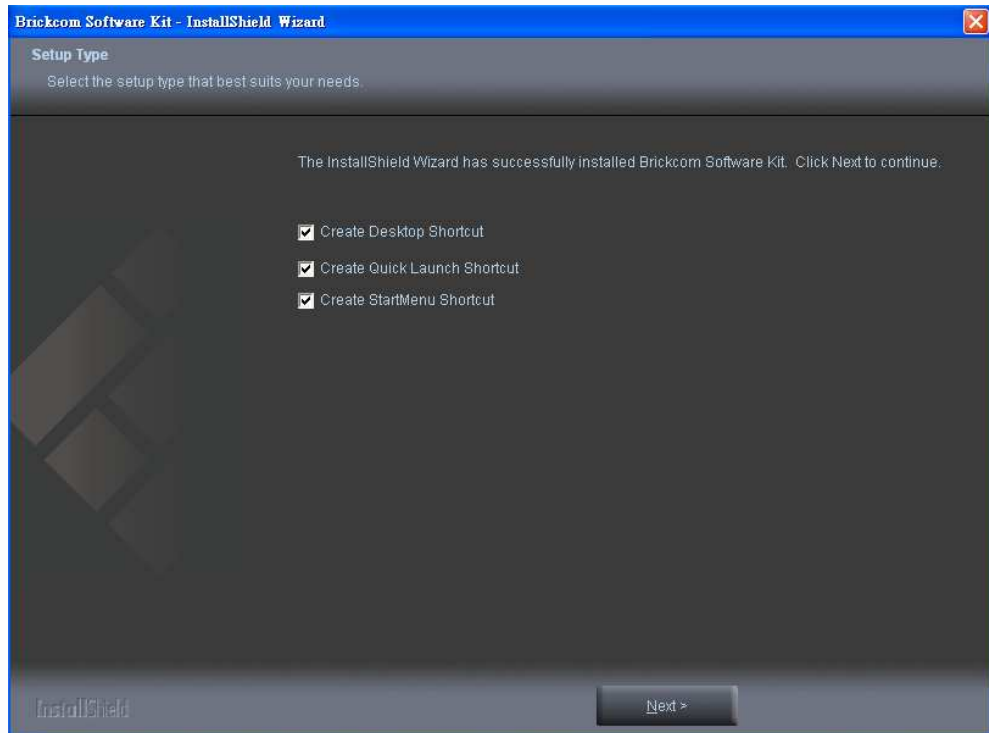 Brickcom Software Kit - InstallShield Wizard
Setup Type
Select the setup type that best suits your needs.
The InstallShield Wizard has successfully installed Brickcom Software Kit. Click Next to continue.
Create Desktop Shortcut
Create Quick Launch Shortcut
Create StartMenu Shortcut
InstallShield
Next >